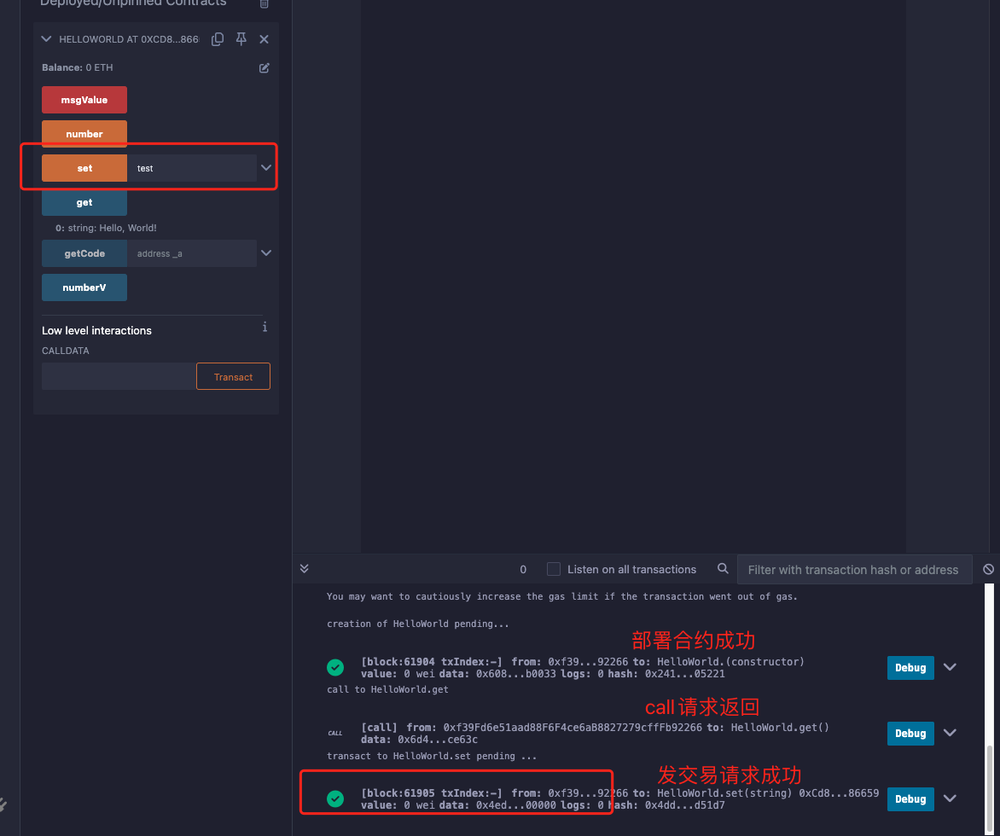 Deployed/Unpinned Contracts
HELLOWORLD AT 0XCD8...866
Balance: 0 ETH
msgValue
number
set test
get
0: string: Hello, World!
getCode address _a
numberV
Low level interactions
i
CALLDATA
Transact
0 Listen on all transactions Filter with transaction hash or address
You may want to cautiously increase the gas limit if the transaction went out of gas.
creation of HelloWorld pending...
部署合约成功
[block:61904 txIndex:-] from: 0xf39...92266 to: HelloWorld.(constructor)
value: 0 wei data: 0x608...b0033 logs: 0 hash: 0x241...05221
Debug
call to HelloWorld.get
call请求返回
CALL [call] from: 0xf39Fd6e51aad88F6F4ce6aB8827279cffFb92266 to: HelloWorld.get()
data: 0x6d4...ce63c
Debug
transact to HelloWorld.set pending ...
发交易请求成功
[block:61905 txIndex:-] from: 0xf39...92266 to: HelloWorld.set(string) 0xCd8...86659
value: 0 wei data: 0x4ed...00000 logs: 0 hash: 0x4dd...d51d7
Debug